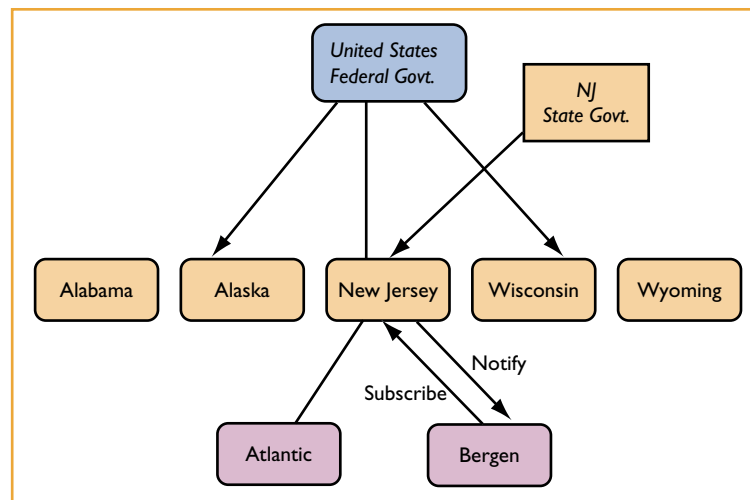 United States
Federal Govt.
NJ
State Govt.
Alabama
Alaska
New Jersey
Wisconsin
Wyoming
Notify
Subscribe
Atlantic
Bergen